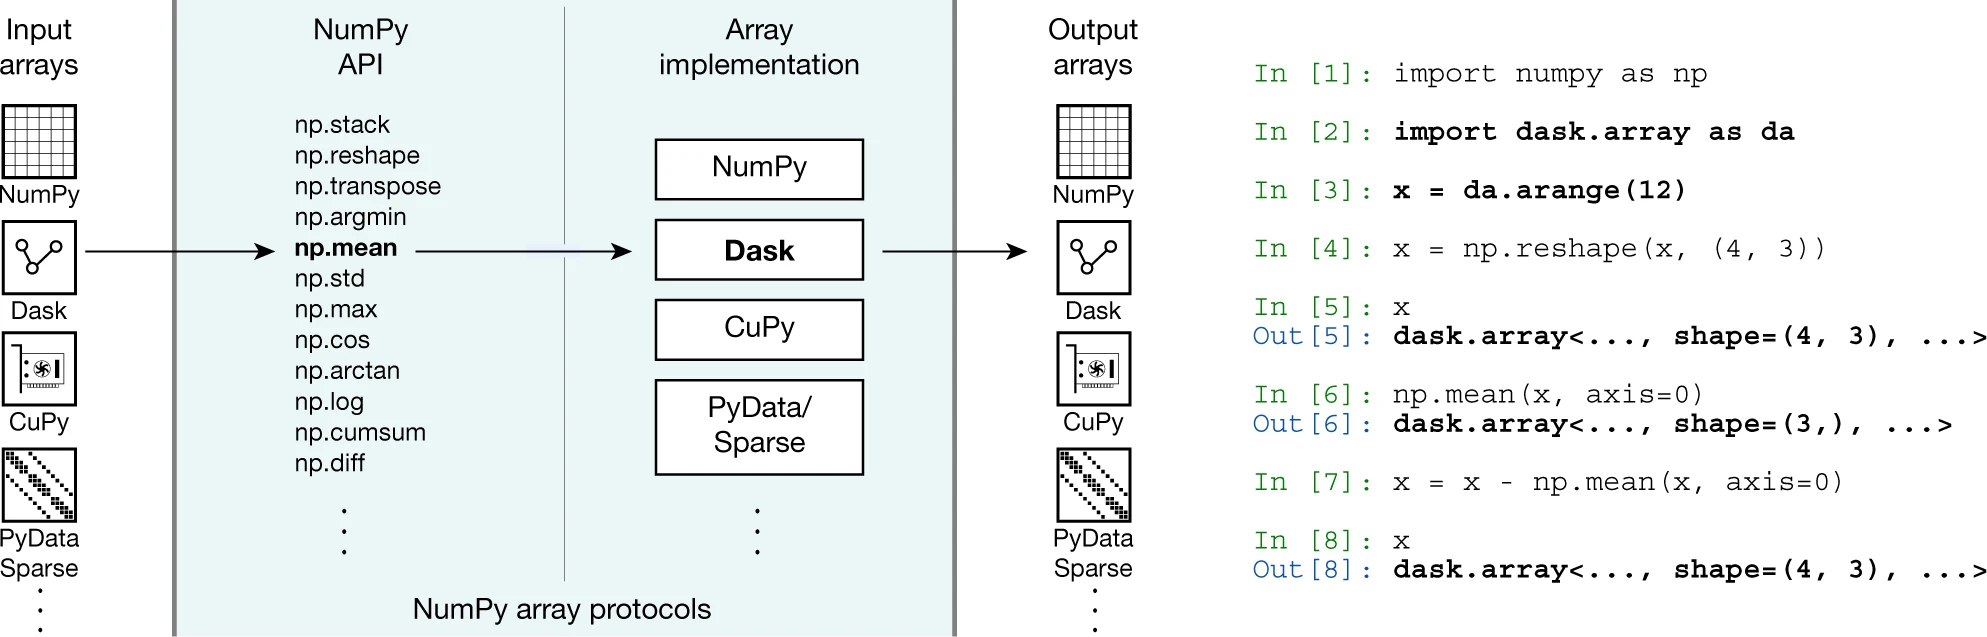 Input
arrays
NumPy
Dask
CuPy
PyData
Sparse
NumPy
API
np.stack
np.reshape
np.transpose
np.argmin
np.mean
np.std
np.max
np.cos
np.arctan
np.log
np.cumsum
np.diff
Array
implementation
NumPy
Dask
CuPy
PyData/
Sparse
NumPy array protocols
Output
arrays
NumPy
Dask
CuPy
PyData
Sparse
In [1]: import numpy as np
In [2]: import dask.array as da
In [3]: x = da.arange(12)
In [4]: x = np.reshape(x, (4, 3))
In [5]: x
Out[5]: dask.array<..., shape=(4, 3), ...>
In [6]: np.mean(x, axis=0)
Out[6]: dask.array<..., shape=(3,), ...>
In [7]: x = x - np.mean(x, axis=0)
In [8]: x
Out[8]: dask.array<..., shape=(4, 3), ...>